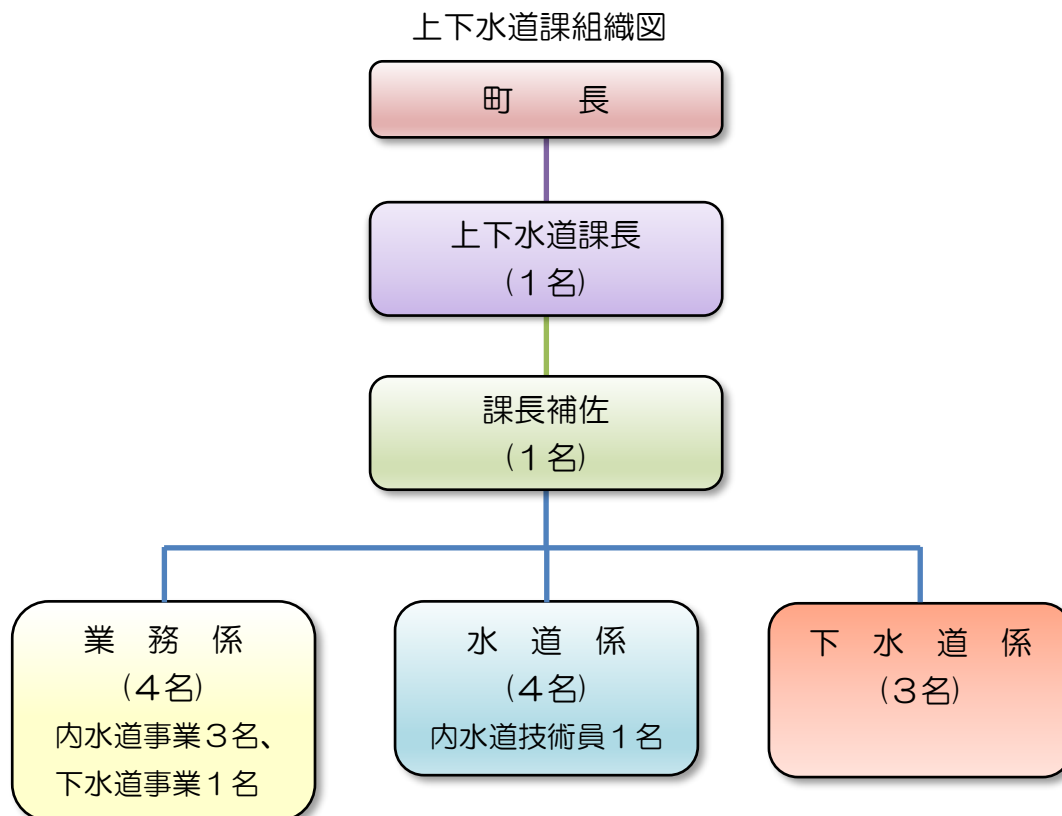 上下水道課組織図
町　　長
上下水道課長
(１名)
課長補佐
(１名)
業　務　係
(４名)
内水道事業３名、
下水道事業１名
水　道　係
(４名)
内水道技術員１名
下　水　道　係
(３名)